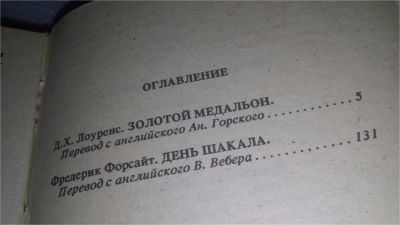 ОГЛАВЛЕНИЕ
Д.Х. Лоуренс. ЗОЛОТОЙ МЕДАЛЬОН.
Перевод с английского Ан. Горского . . . . . . . . . 5
Фредерик Форсайт. ДЕНЬ ШАКАЛА.
Перевод с английского В. Вебера . . . . . . . . . . . . 131